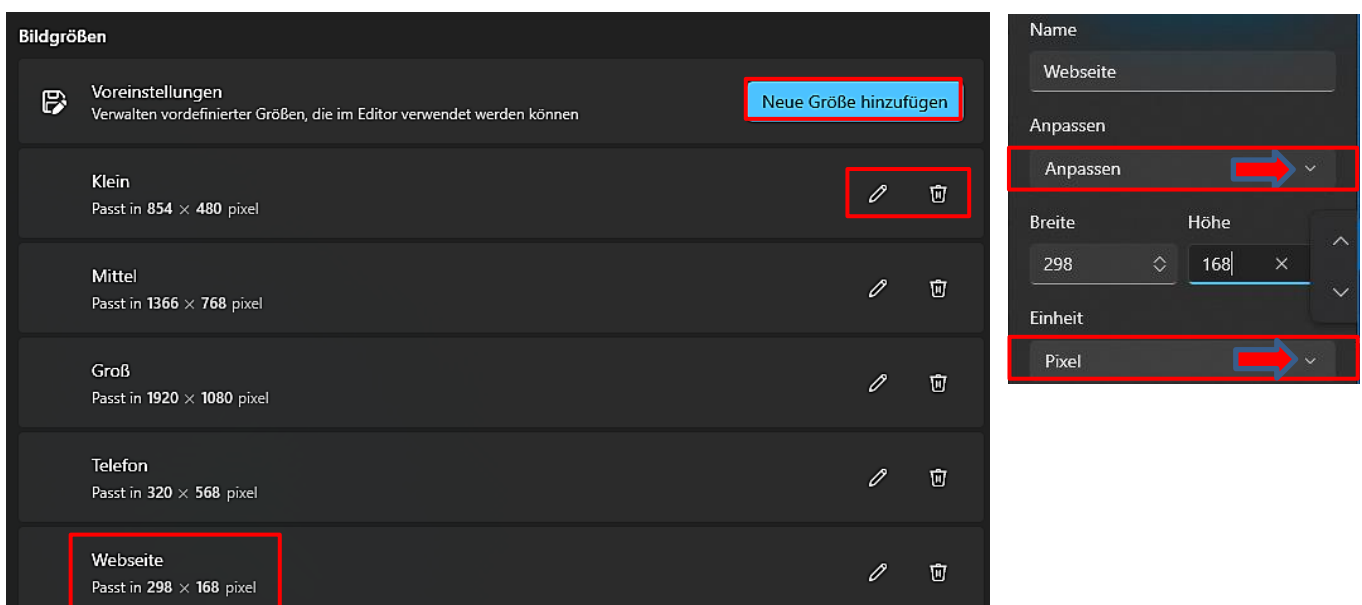 Bildgrößen
Voreinstellungen
Verwalten vordefinierter Größen, die im Editor verwendet werden können
Neue Größe hinzufügen
Klein
Passt in 854 × 480 pixel
Mittel
Passt in 1366 × 768 pixel
Groß
Passt in 1920 × 1080 pixel
Telefon
Passt in 320 × 568 pixel
Webseite
Passt in 298 × 168 pixel
Name
Webseite
Anpassen
Anpassen
Breite Höhe
298 168
Einheit
Pixel